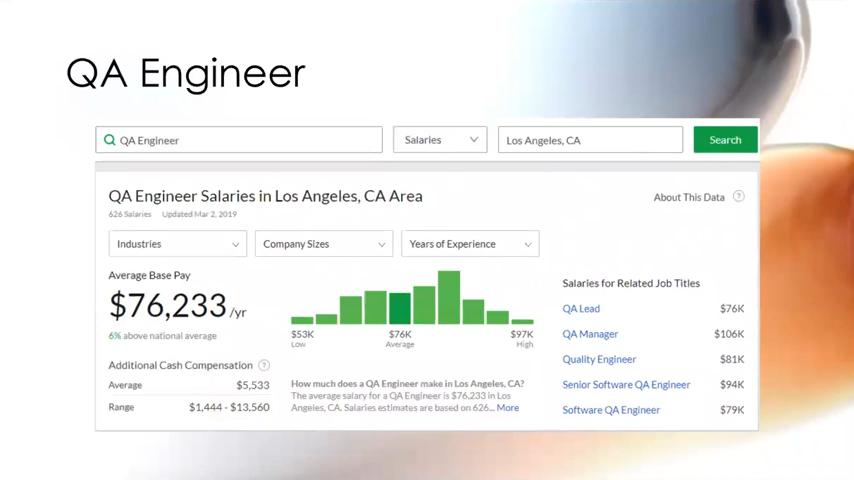 QA Engineer
QA Engineer
Salaries
Los Angeles, CA
Search
QA Engineer Salaries in Los Angeles, CA Area
About This Data ?
626 Salaries Updated Mar 2, 2019
Industries
Company Sizes
Years of Experience
Average Base Pay
$76,233 /yr
6% above national average
$53K
Low
$76K
Average
$97K
High
Additional Cash Compensation ?
Average $5,533
Range $1,444 - $13,560
How much does a QA Engineer make in Los Angeles, CA?
The average salary for a QA Engineer is $76,233 in Los
Angeles, CA. Salaries estimates are based on 626... More
Salaries for Related Job Titles
QA Lead $76K
QA Manager $106K
Quality Engineer $81K
Senior Software QA Engineer $94K
Software QA Engineer $79K